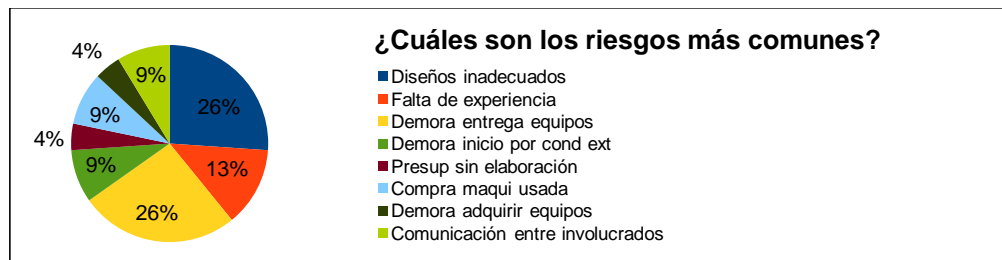 ¿Cuáles son los riesgos más comunes?
Diseños inadecuados
Falta de experiencia
Demora entrega equipos
Demora inicio por cond ext
Presup sin elaboración
Compra maqui usada
Demora adquirir equipos
Comunicación entre involucrados
4%
9%
26%
9%
4%
13%
9%
26%